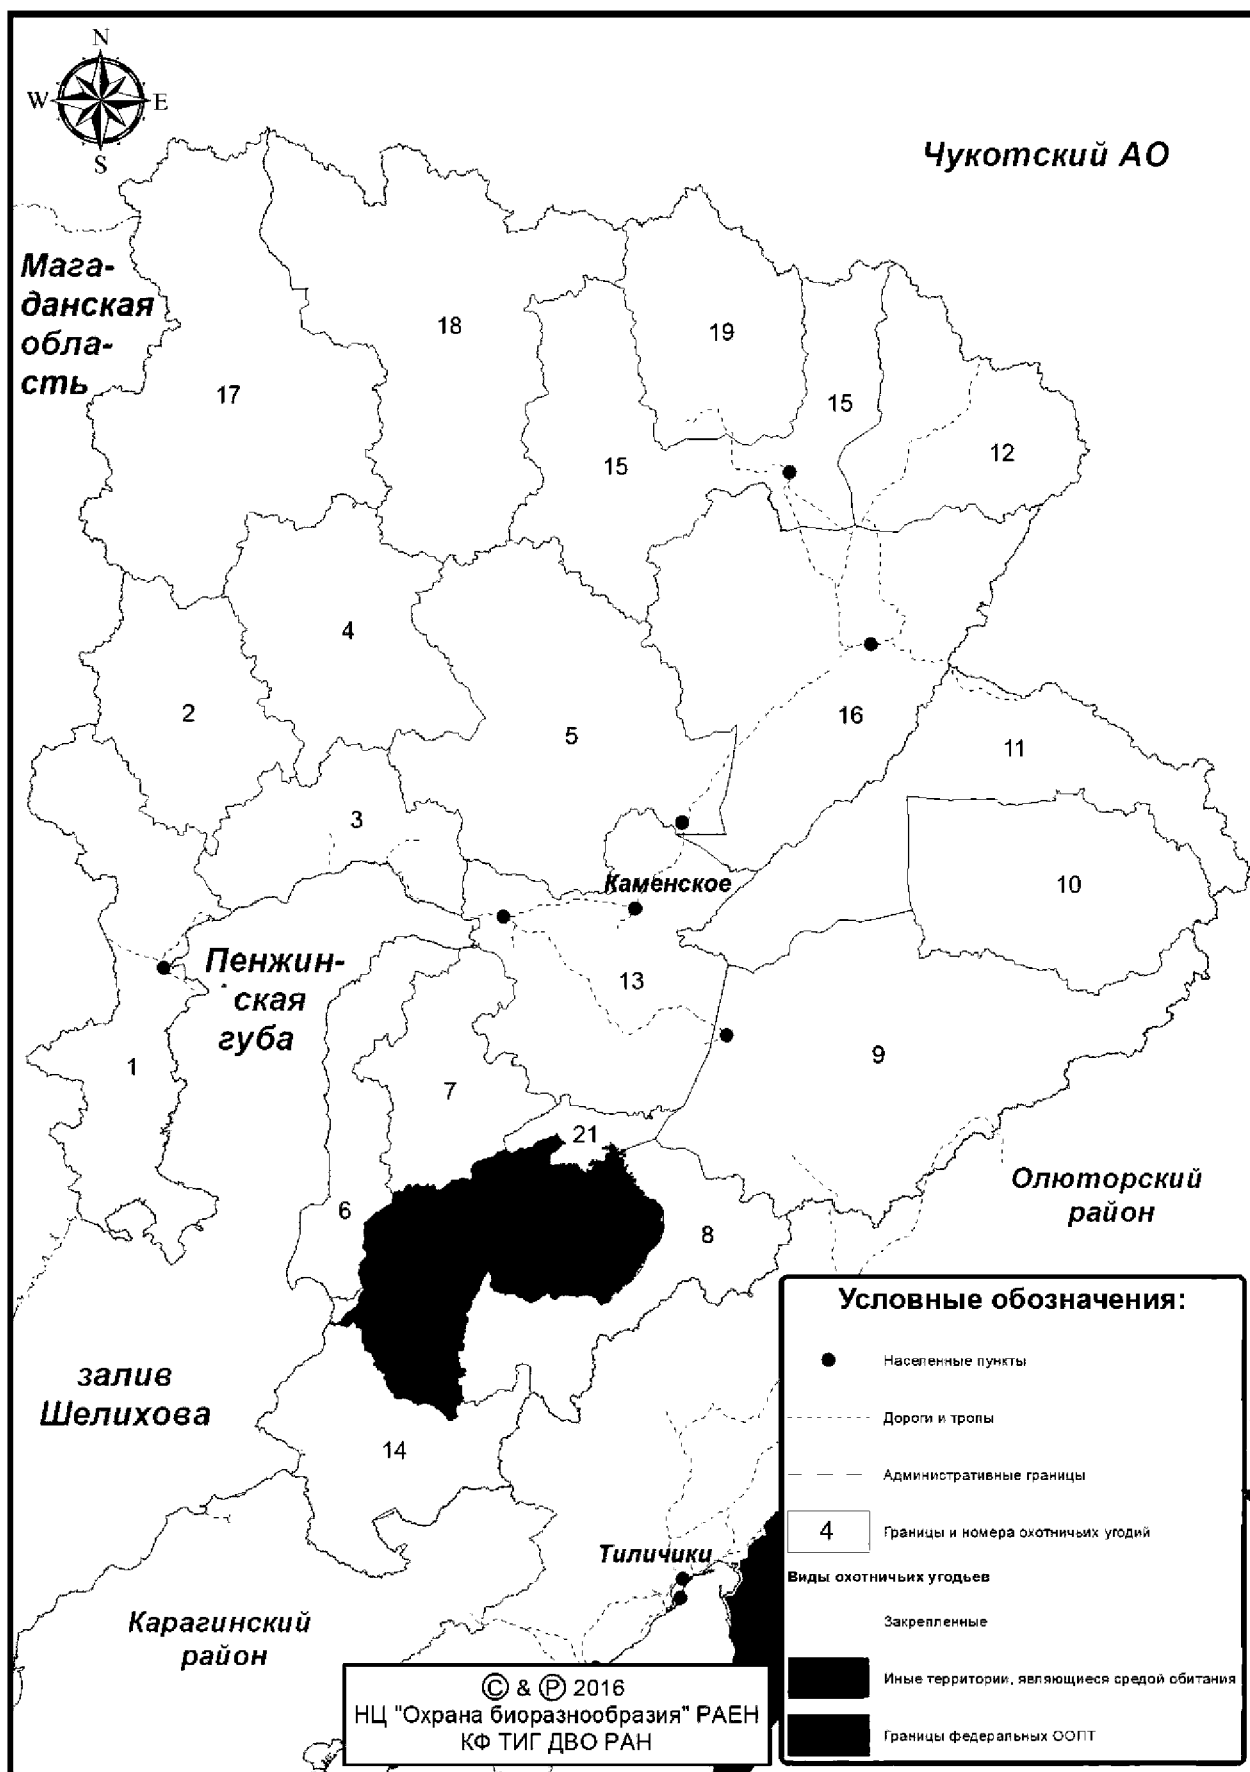 N
W
E
S
Чукотский АО
Мага-
данская
обла-
сть
18
19
17
15
12
15
4
2
5
16
11
3
10
Каменское
Пенжин-
ская
губа
13
9
1
7
21
Олюторский
район
6
8
залив
Шелихова
14
Тиличики
Карагинский
район
Условные обозначения:
Населенные пункты
Дороги и тропы
Административные границы
4
Границы и номера охотничьих угодий
Виды охотничьих угодьев
Закрепленные
Иные территории, являющиеся средой обитания
Границы федеральных ООПТ
© & ℗ 2016
НЦ "Охрана биоразнообразия" РАЕН
КФ ТИГ ДВО РАН